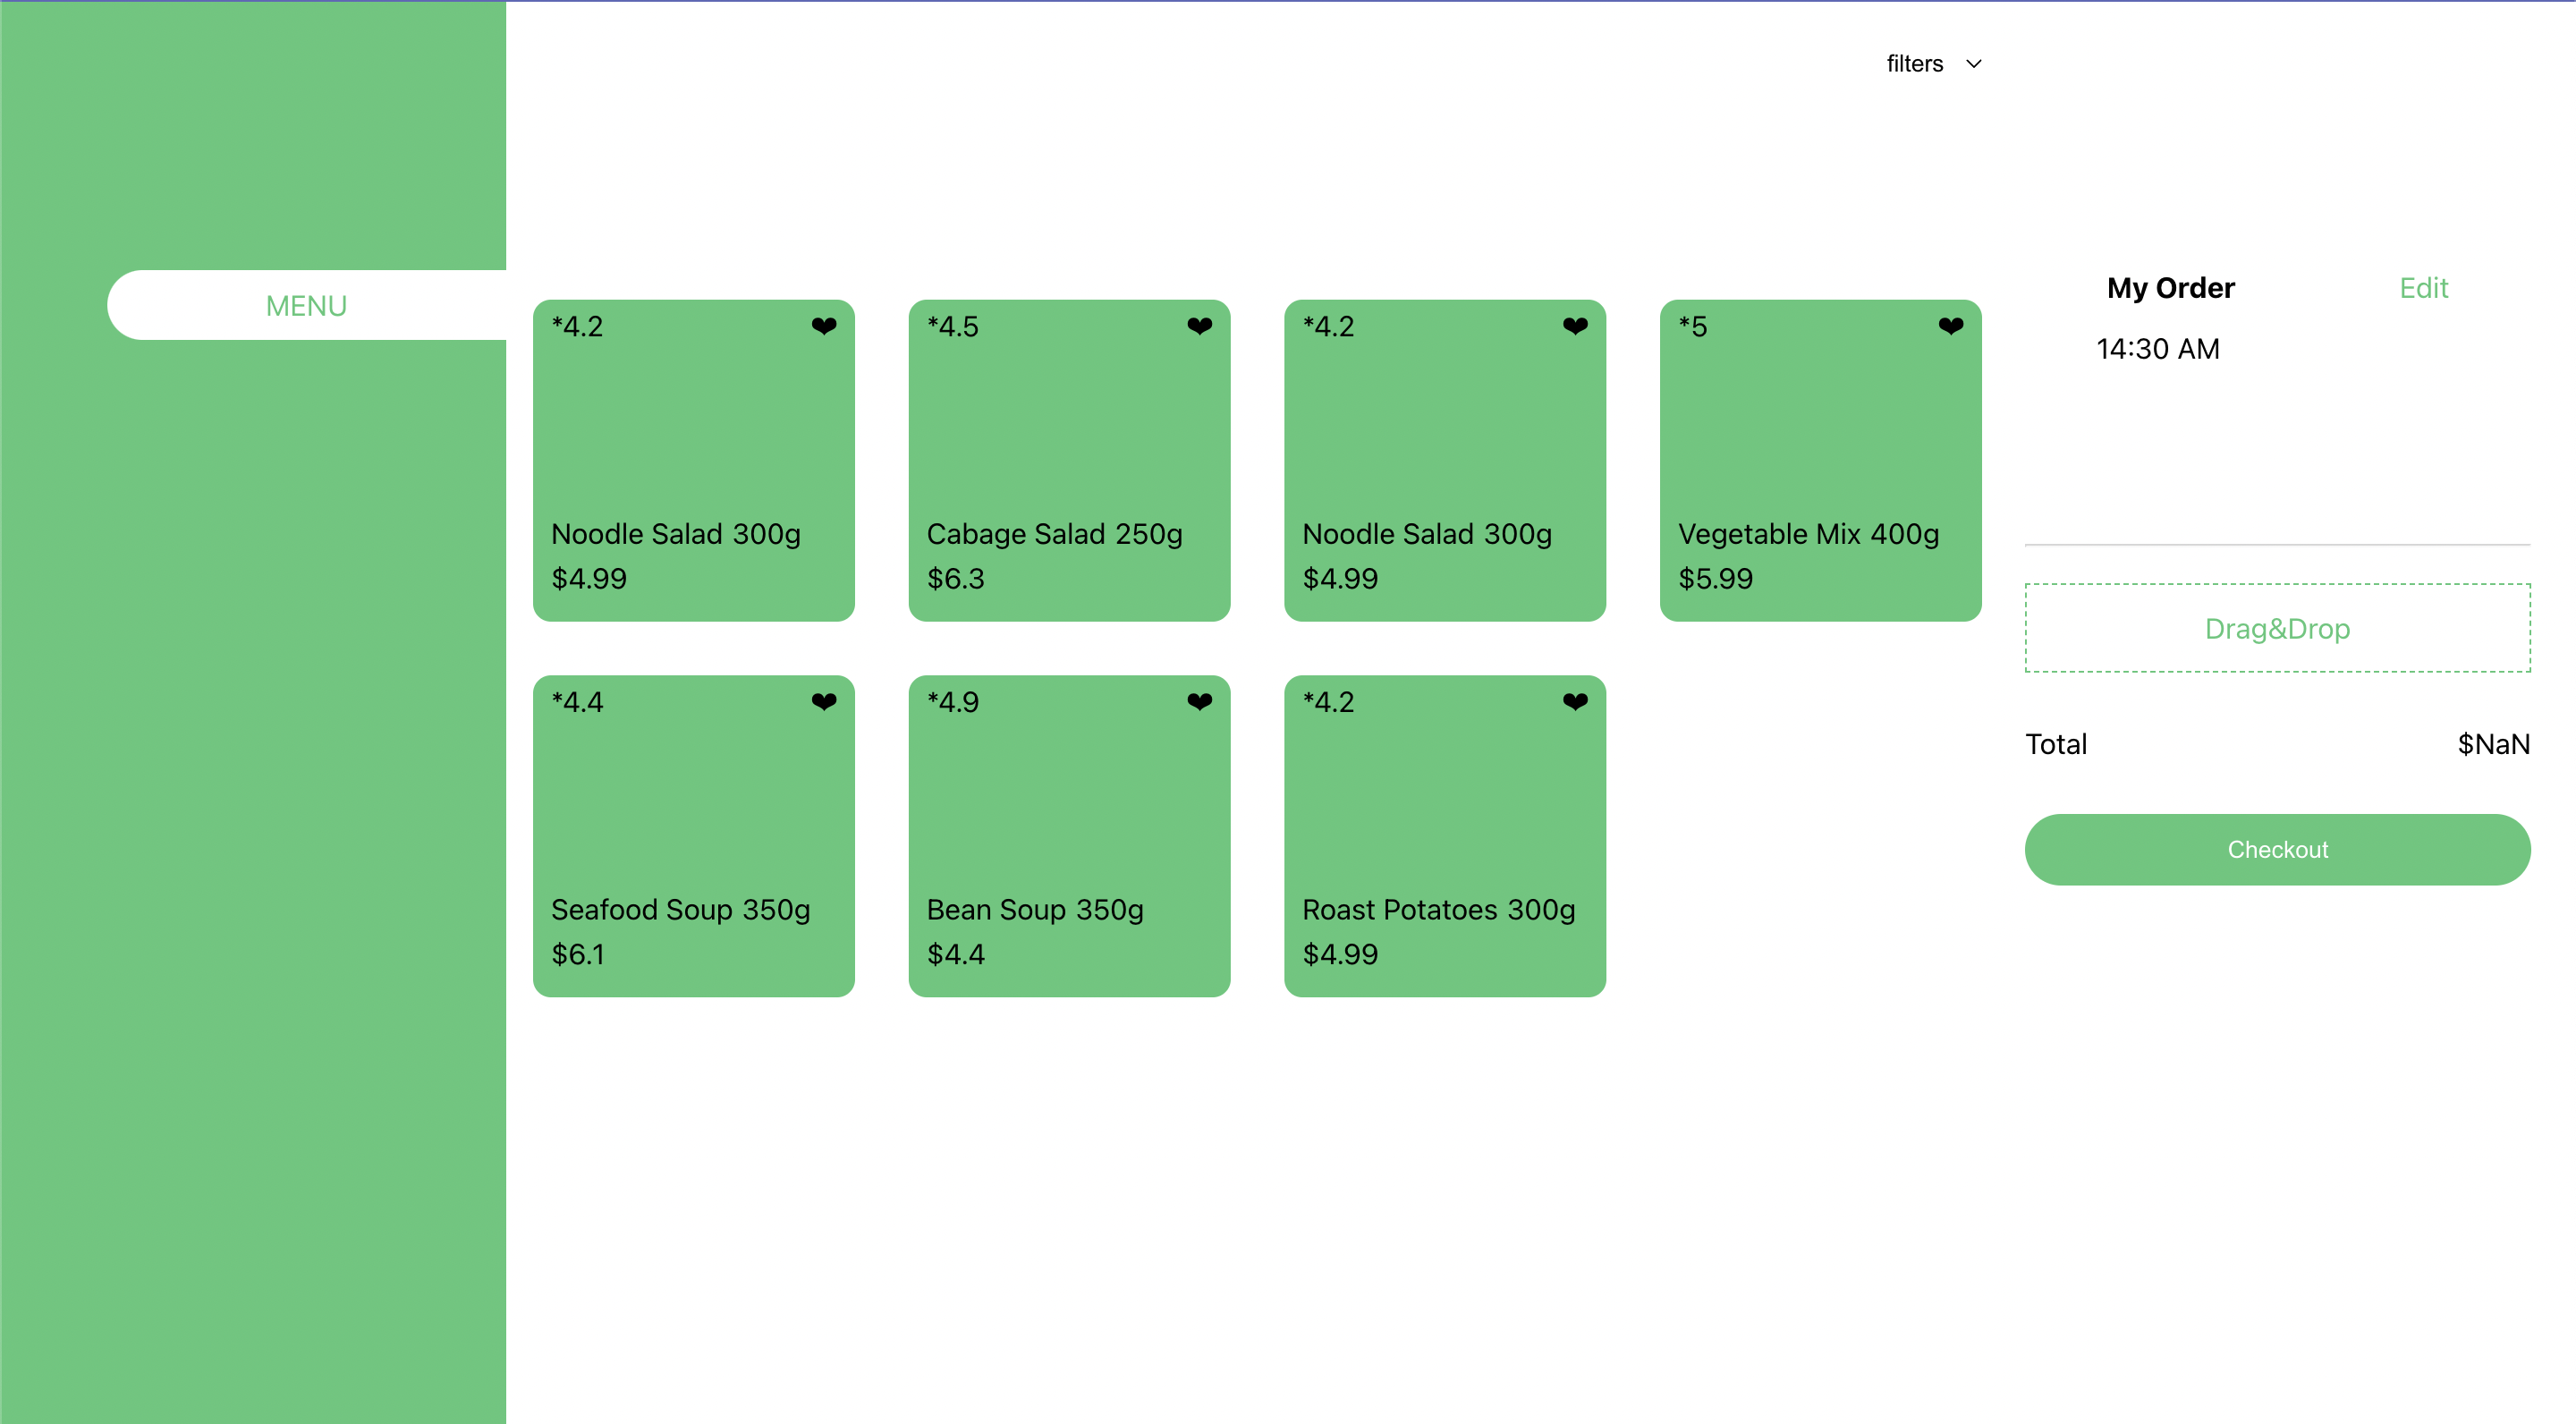 filters
MENU
My Order Edit
14:30 AM
*4.2 ❤
Noodle Salad 300g
$4.99
*4.5 ❤
Cabage Salad 250g
$6.3
*4.2 ❤
Noodle Salad 300g
$4.99
*5 ❤
Vegetable Mix 400g
$5.99
*4.4 ❤
Seafood Soup 350g
$6.1
*4.9 ❤
Bean Soup 350g
$4.4
*4.2 ❤
Roast Potatoes 300g
$4.99
Drag&Drop
Total $NaN
Checkout